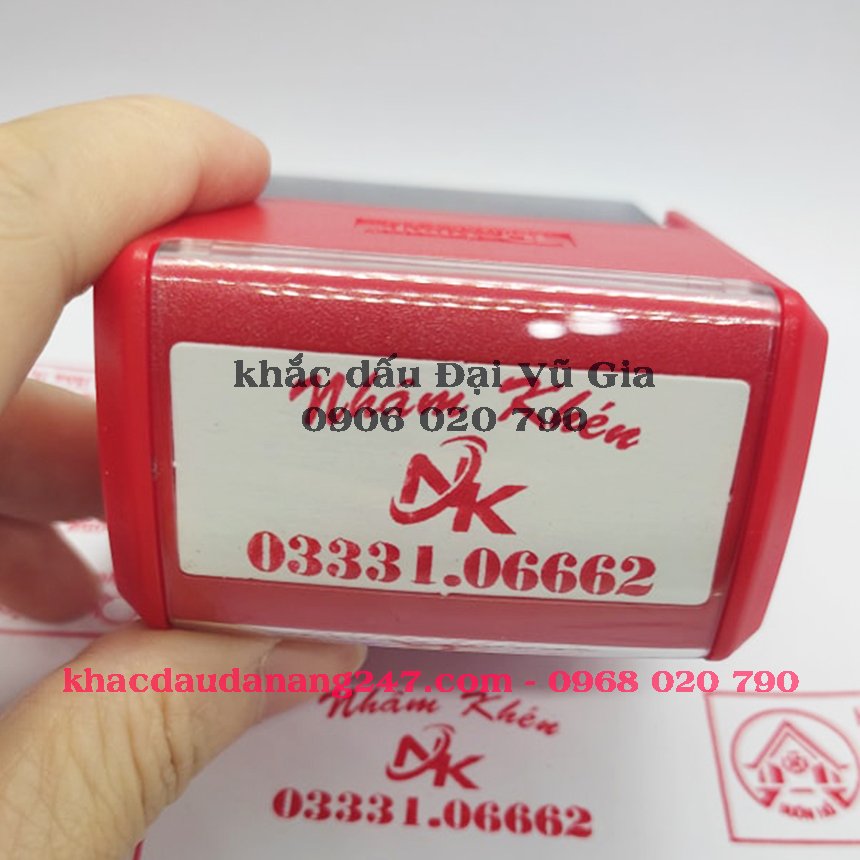 khắc dấu Đại Vũ Gia
Nhâm Khén
0906 020 790
NK
03331.06662
khacdaudanang247.com - 0968 020 790
Nhâm Khén
NK
03331.06662